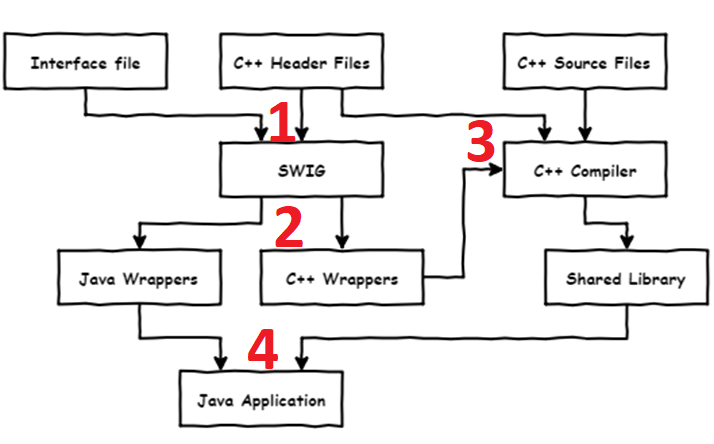 Interface file
C++ Header Files
C++ Source Files
1
3
SWIG
C++ Compiler
2
Java Wrappers
C++ Wrappers
Shared Library
4
Java Application